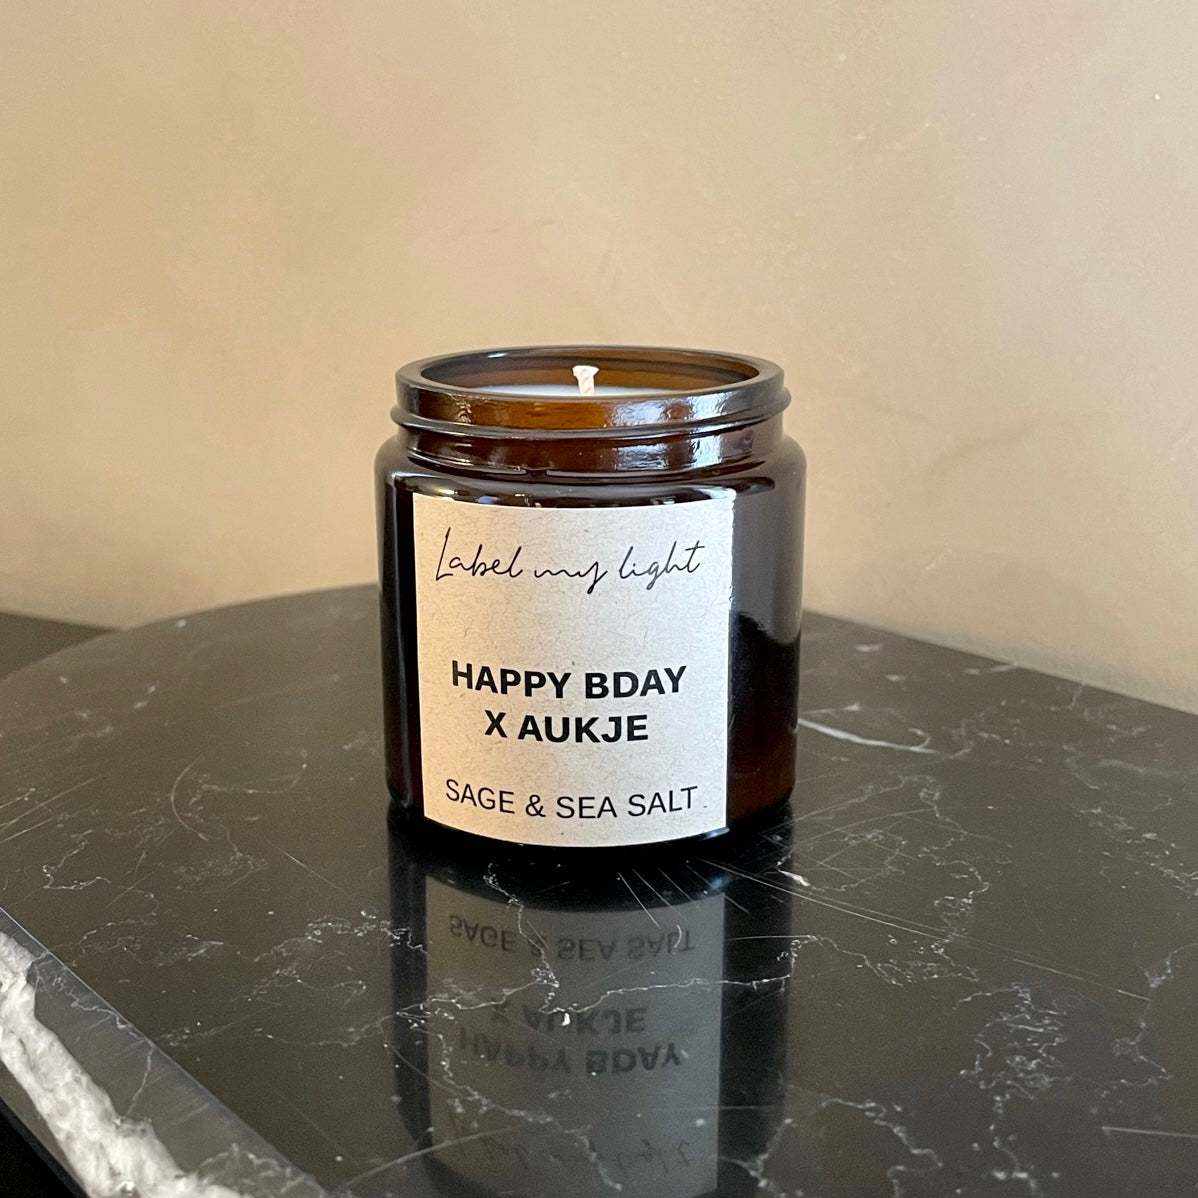 Label my light
HAPPY BDAY
X AUKJE
SAGE & SEA SALT